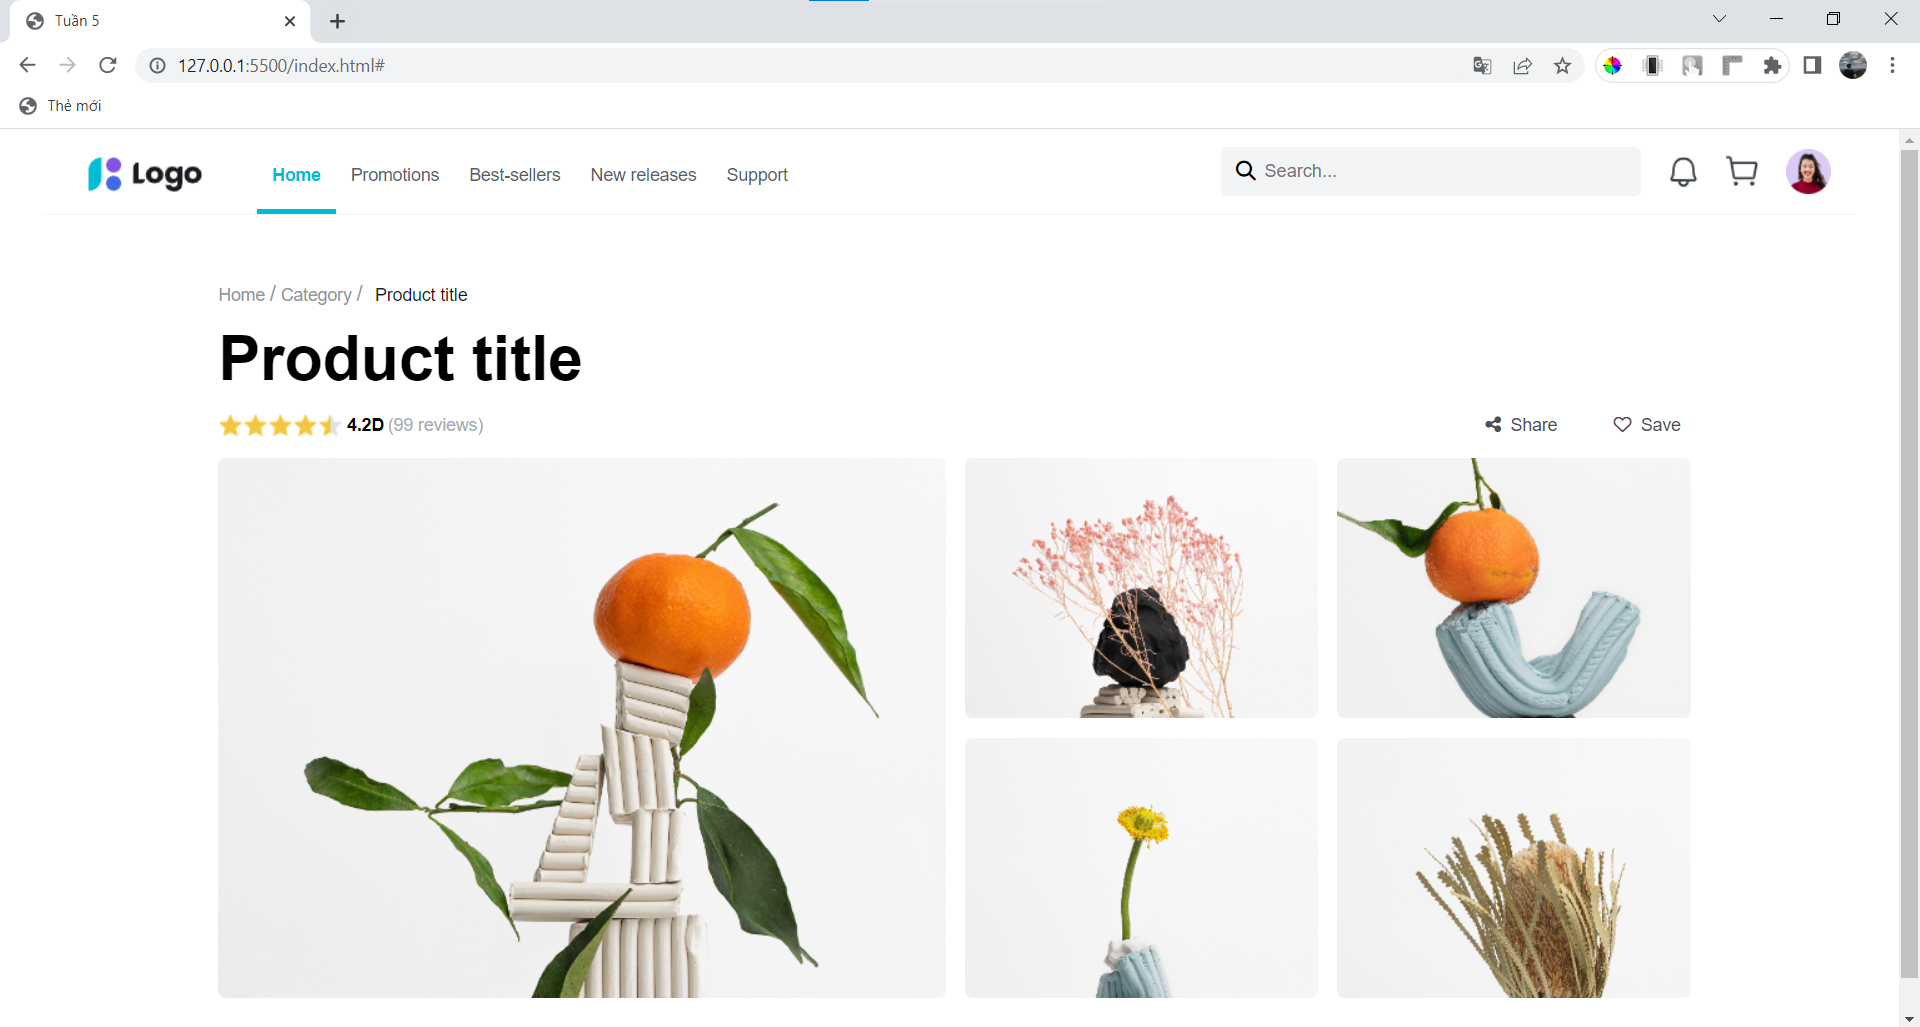 Tuần 5
127.0.0.1:5500/index.html#
Thẻ mới
Logo Home Promotions Best-sellers New releases Support Search...
Home / Category / Product title
Product title
4.2D (99 reviews) Share Save